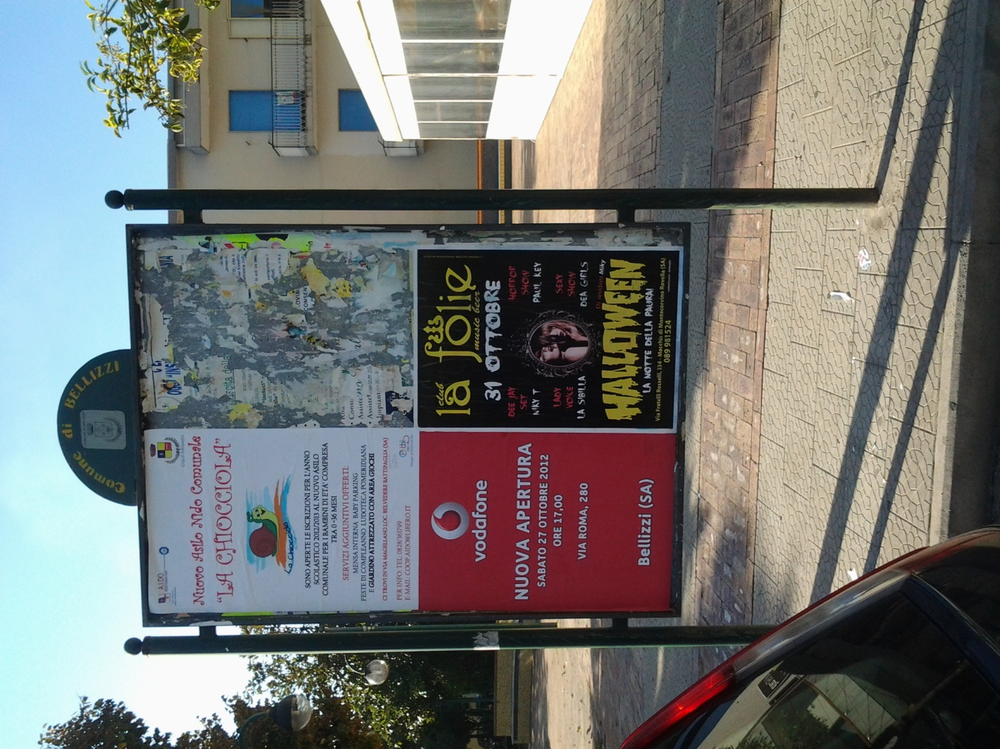 Comune di BELLIZZI
A.I.DO
Nuovo Asilo Nido Comunale
"LA CHIOCCIOLA"
La Chiocciola
SONO APERTE LE ISCRIZIONI PER L'ANNO
SCOLASTICO 2012/2013 AL NUOVO ASILO
COMUNALE PER I BAMBINI DI ETA' COMPRESA
TRA 0 -36 MESI
SERVIZI AGGIUNTIVI OFFERTI:
MENSA INTERNA BABY PARKING
FESTE DI COMPLEANNO LUDOTECA POMERIDIANA
E GIARDINO ATTREZZATO CON AREA GIOCHI
CI TROVI IN VIA MAGELLANO LOC. BELVEDERE BATTIPAGLIA (SA)
PER INFO: TEL: 0828/360799
E-MAIL: COOP.AIDO@LIBERO.IT
vodafone
NUOVA APERTURA
SABATO 27 OTTOBRE 2012
ORE 17,00
VIA ROMA, 280
Bellizzi (SA)
club
la folie
music beer
31 OTTOBRE
DEE JAY
SET
NIKY T
HORROR
SHOW
PAUL KEY
LADY
VOICE
LA SIBILLA
SEXY
SHOW
DEA GIRLS
Dj resident Miky
HALLOWEEN
LA NOTTE DELLA PAURA!
Via Fratelli Rosselli, 334 - Macchia di Montecorvino Rovella (SA)
089 981524